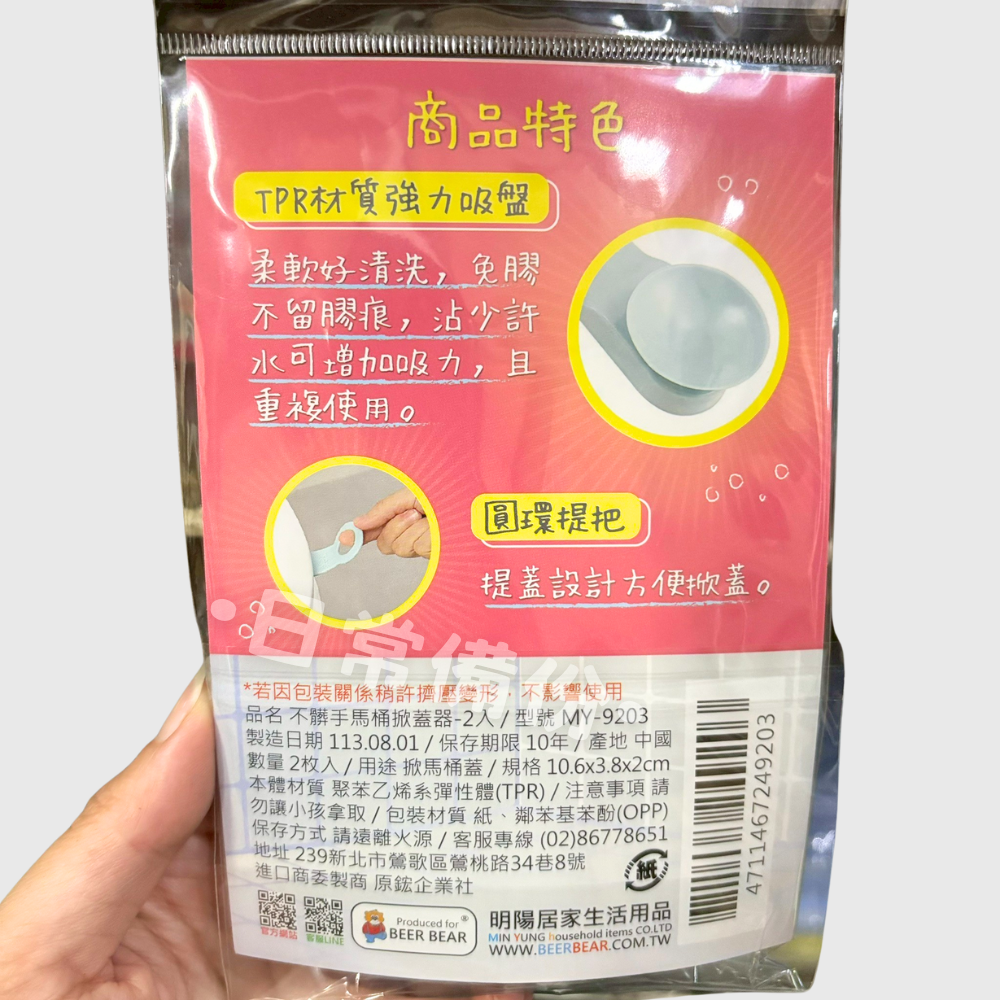 商品特色
TPR材質強力吸盤
柔軟好清洗，免膠
不留膠痕，沾少許
水可增加吸力，且
重複使用。
圓環提把
提蓋設計方便掀蓋。
·日常備份
*若因包裝關係稍許擠壓變形，不影響使用
品名 不髒手馬桶掀蓋器-2入 / 型號 MY-9203
製造日期 113.08.01 / 保存期限 10年 / 產地 中國
數量 2枚入 / 用途 掀馬桶蓋 / 規格 10.6x3.8x2cm
本體材質 聚苯乙烯系彈性體(TPR) / 注意事項 請
勿讓小孩拿取 / 包裝材質 紙、鄰苯基苯酚(OPP)
保存方式 請遠離火源 / 客服專線 (02)86778651
地址 239新北市鶯歌區鶯桃路34巷8號
進口商委製商 原鋐企業社
紙
4711467249203
官方網站
客服LINE
Produced for ®
BEER BEAR
明陽居家生活用品
MIN YUNG household items CO.LTD
WWW.BEERBEAR.COM.TW